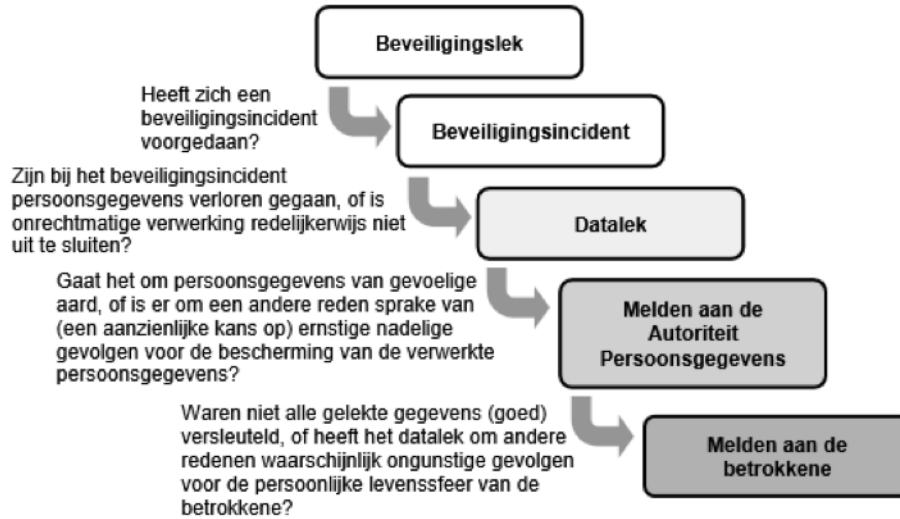 Beveiligingslek
Heeft zich een
beveiligingsincident
voorgedaan?
Beveiligingsincident
Zijn bij het beveiligingsincident
persoonsgegevens verloren gegaan, of is
onrechtmatige verwerking redelijkerwijs niet
uit te sluiten?
Datalek
Gaat het om persoonsgegevens van gevoelige
aard, of is er om een andere reden sprake van
(een aanzienlijke kans op) ernstige nadelige
gevolgen voor de bescherming van de verwerkte
persoonsgegevens?
Melden aan de
Autoriteit
Persoonsgegevens
Waren niet alle gelekte gegevens (goed)
versleuteld, of heeft het datalek om andere
redenen waarschijnlijk ongunstige gevolgen
voor de persoonlijke levenssfeer van de
betrokkene?
Melden aan de
betrokkene